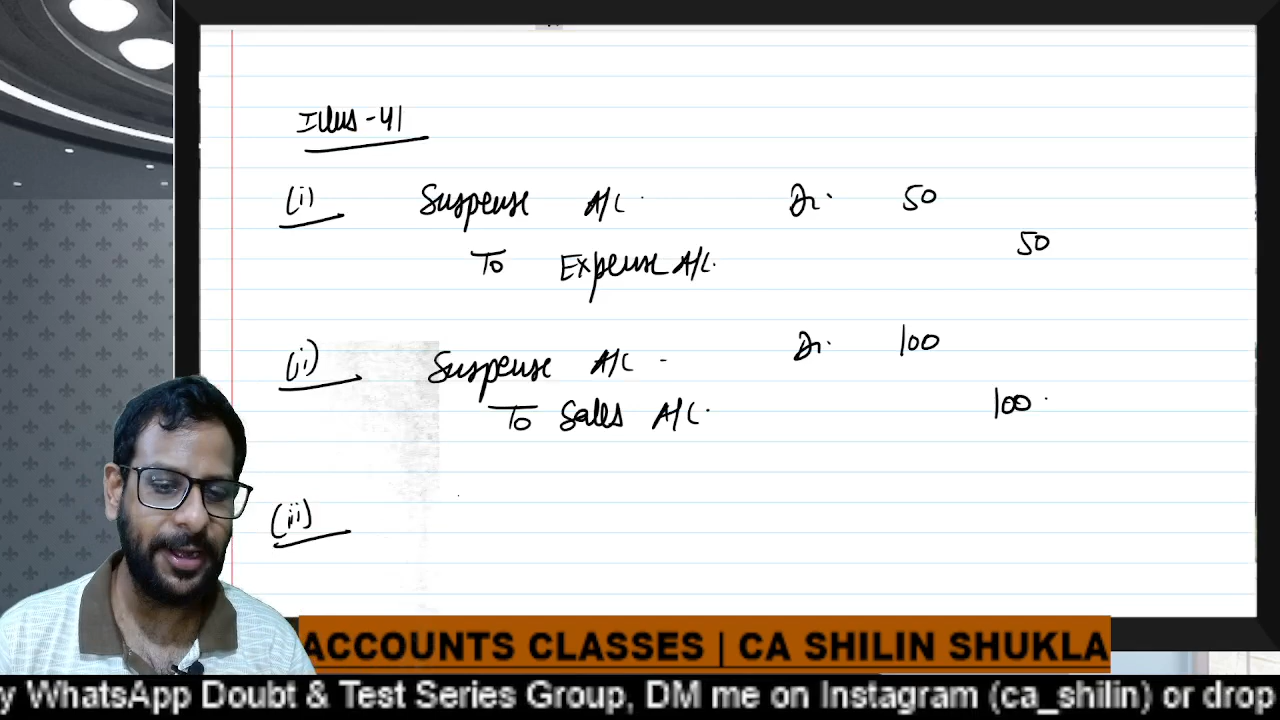 Illus-41
(i) Suspense A/C. Dr. 50
To Expense A/C. 50
(ii) Suspense A/C - Dr. 100
To Sales A/C. 100.
(iii)
ACCOUNTS CLASSES | CA SHILIN SHUKLA
y WhatsApp Doubt & Test Series Group, DM me on Instagram (ca_shilin) or drop